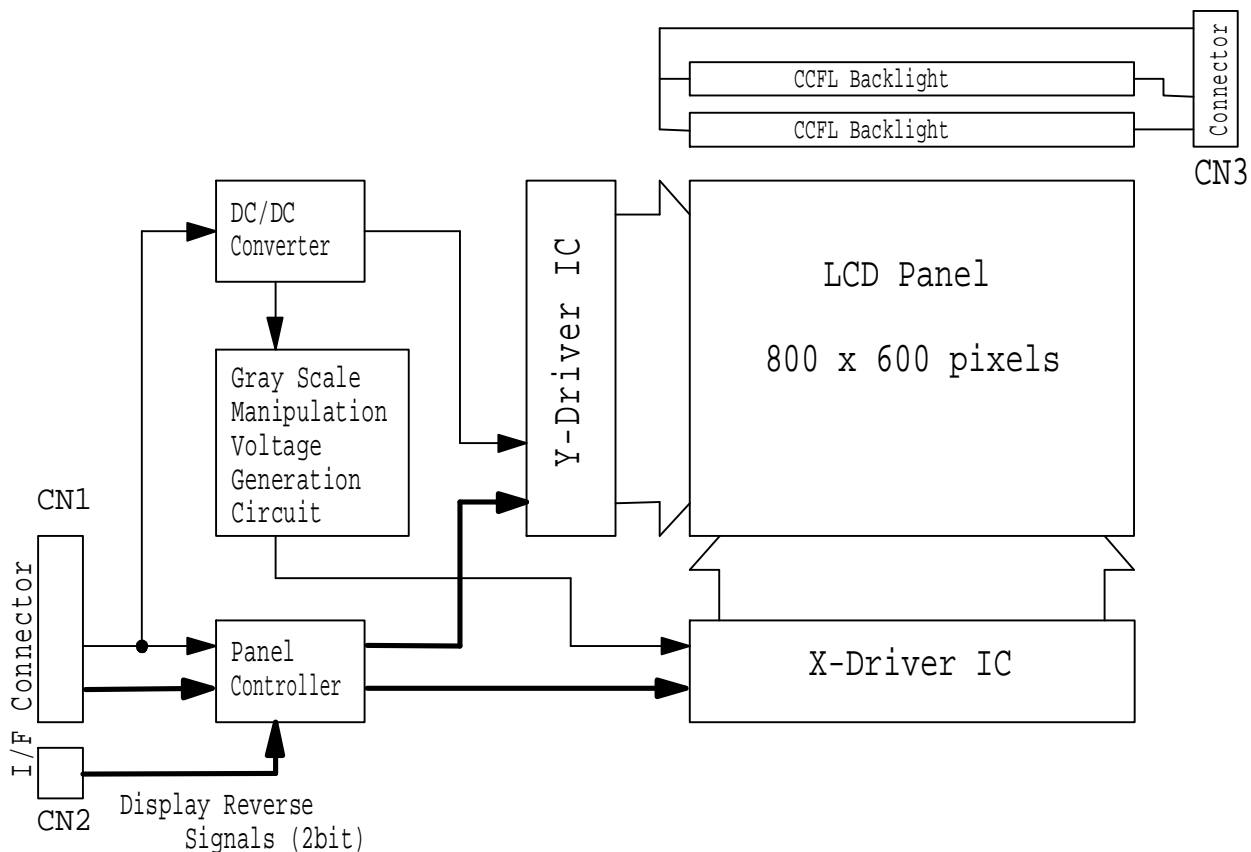 CCFL Backlight
CCFL Backlight
Connector
CN3
DC/DC
Converter
Y-Driver IC
LCD Panel
800 x 600 pixels
Gray Scale
Manipulation
Voltage
Generation
Circuit
CN1
I/F Connector
Panel
Controller
X-Driver IC
CN2
Display Reverse
Signals (2bit)